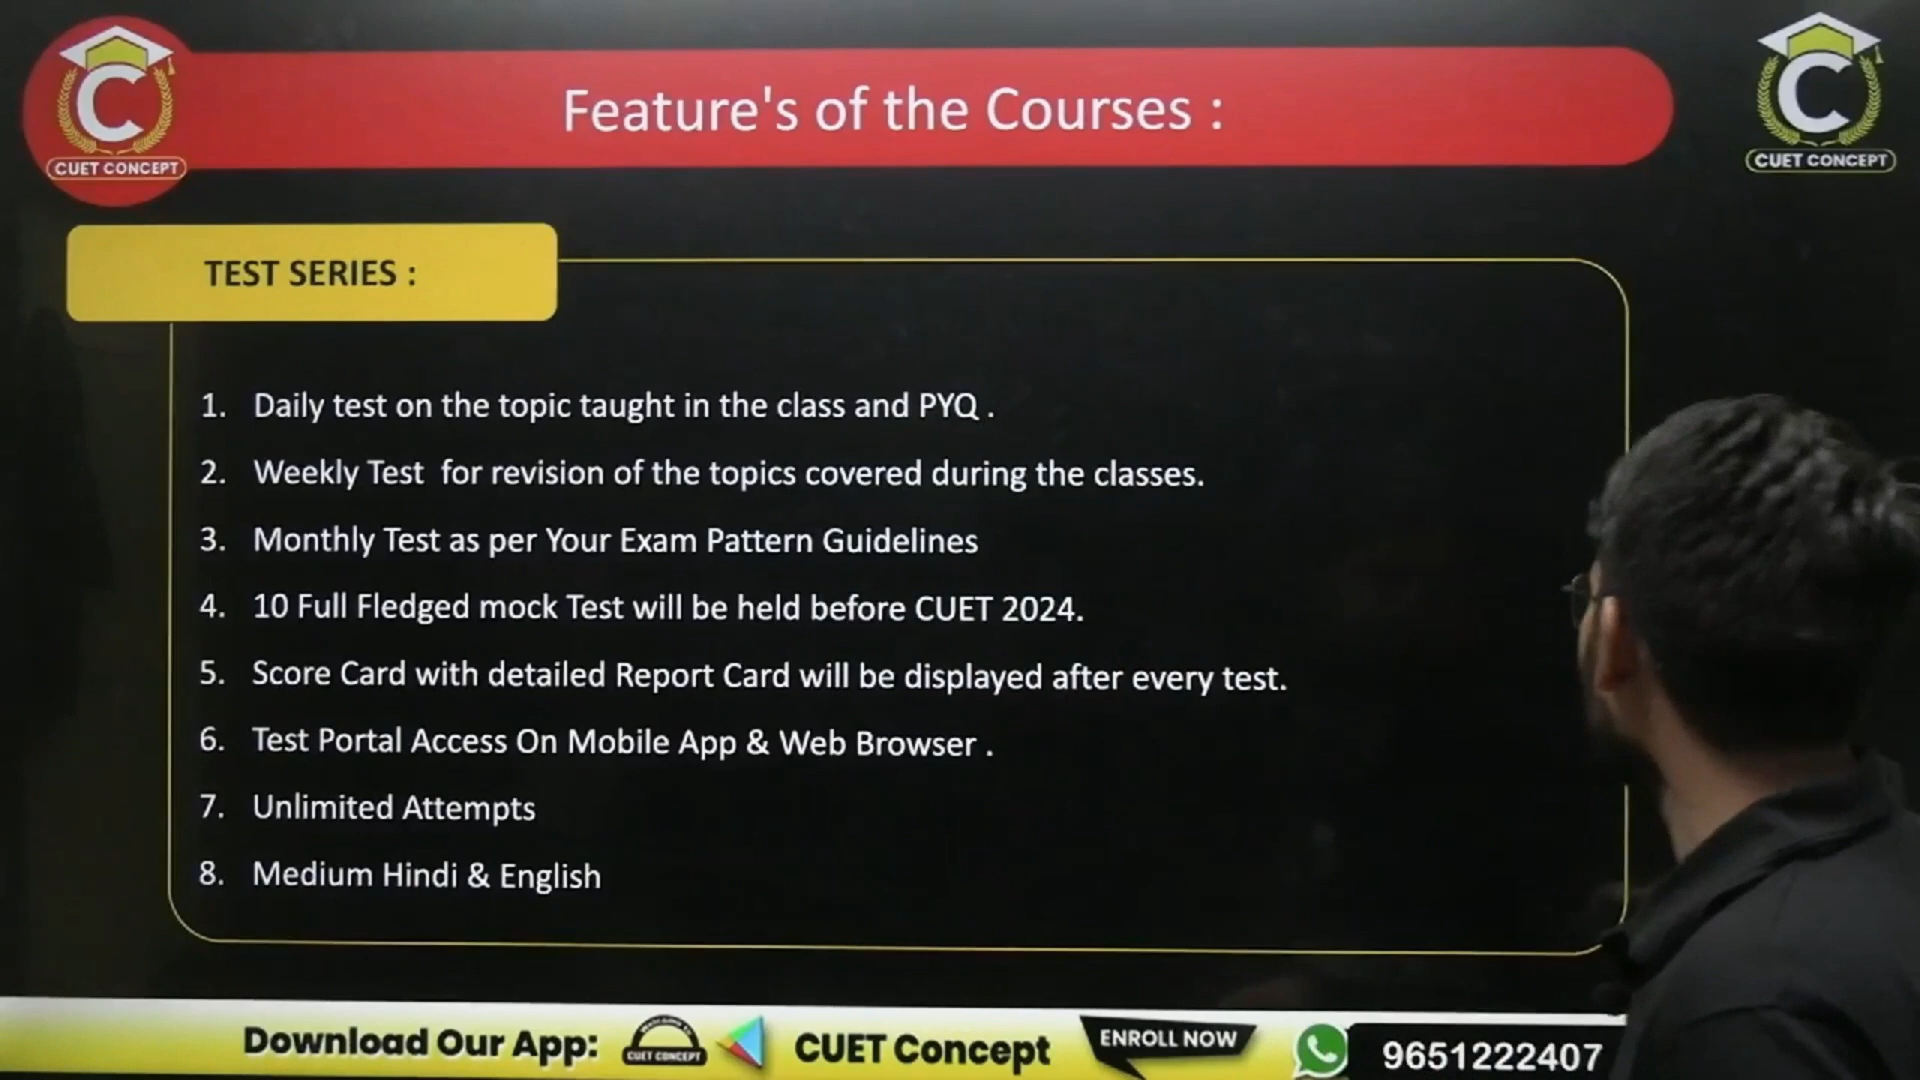 CUET CONCEPT
Feature's of the Courses :
CUET CONCEPT
TEST SERIES :
1. Daily test on the topic taught in the class and PYQ .
2. Weekly Test for revision of the topics covered during the classes.
3. Monthly Test as per Your Exam Pattern Guidelines
4. 10 Full Fledged mock Test will be held before CUET 2024.
5. Score Card with detailed Report Card will be displayed after every test.
6. Test Portal Access On Mobile App & Web Browser .
7. Unlimited Attempts
8. Medium Hindi & English
Download Our App: CUET CONCEPT CUET Concept ENROLL NOW 9651222407